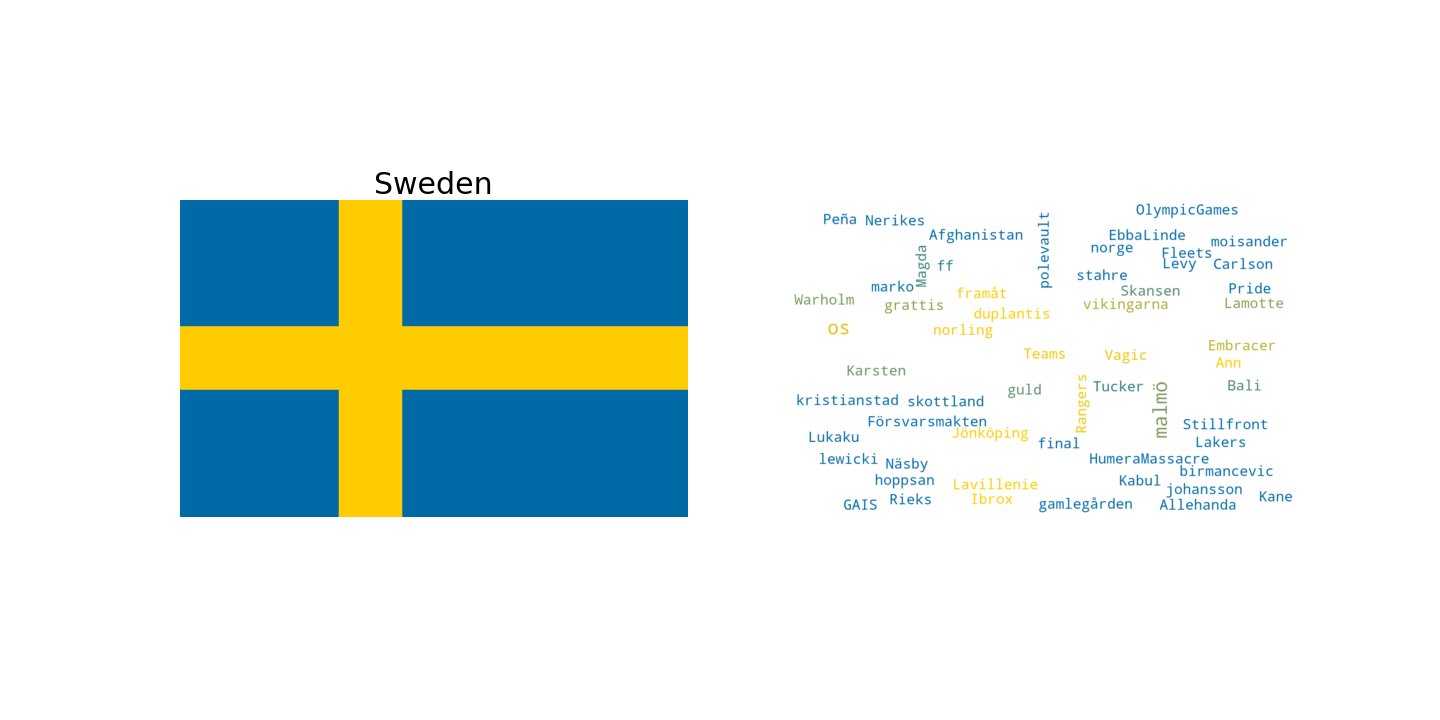 Sweden
OlympicGames
Peña Nerikes
polevault
Afghanistan
EbbaLinde
moisander
norge
Fleets
Magda
ff
Levy
Carlson
stahre
marko
framåt
Skansen
Pride
Warholm
grattis
vikingarna
Lamotte
duplantis
os
norling
Embracer
Teams
Vagic
Ann
Karsten
guld
Rangers
Tucker
malmö
Bali
kristianstad
skottland
Försvarsmakten
Stillfront
Lukaku
Jönköping
final
Lakers
lewicki
Näsby
HumeraMassacre
birmancevic
hoppsan
Lavillenie
Kabul
johansson
GAIS
Rieks
Ibrox
gamlegården
Allehanda
Kane